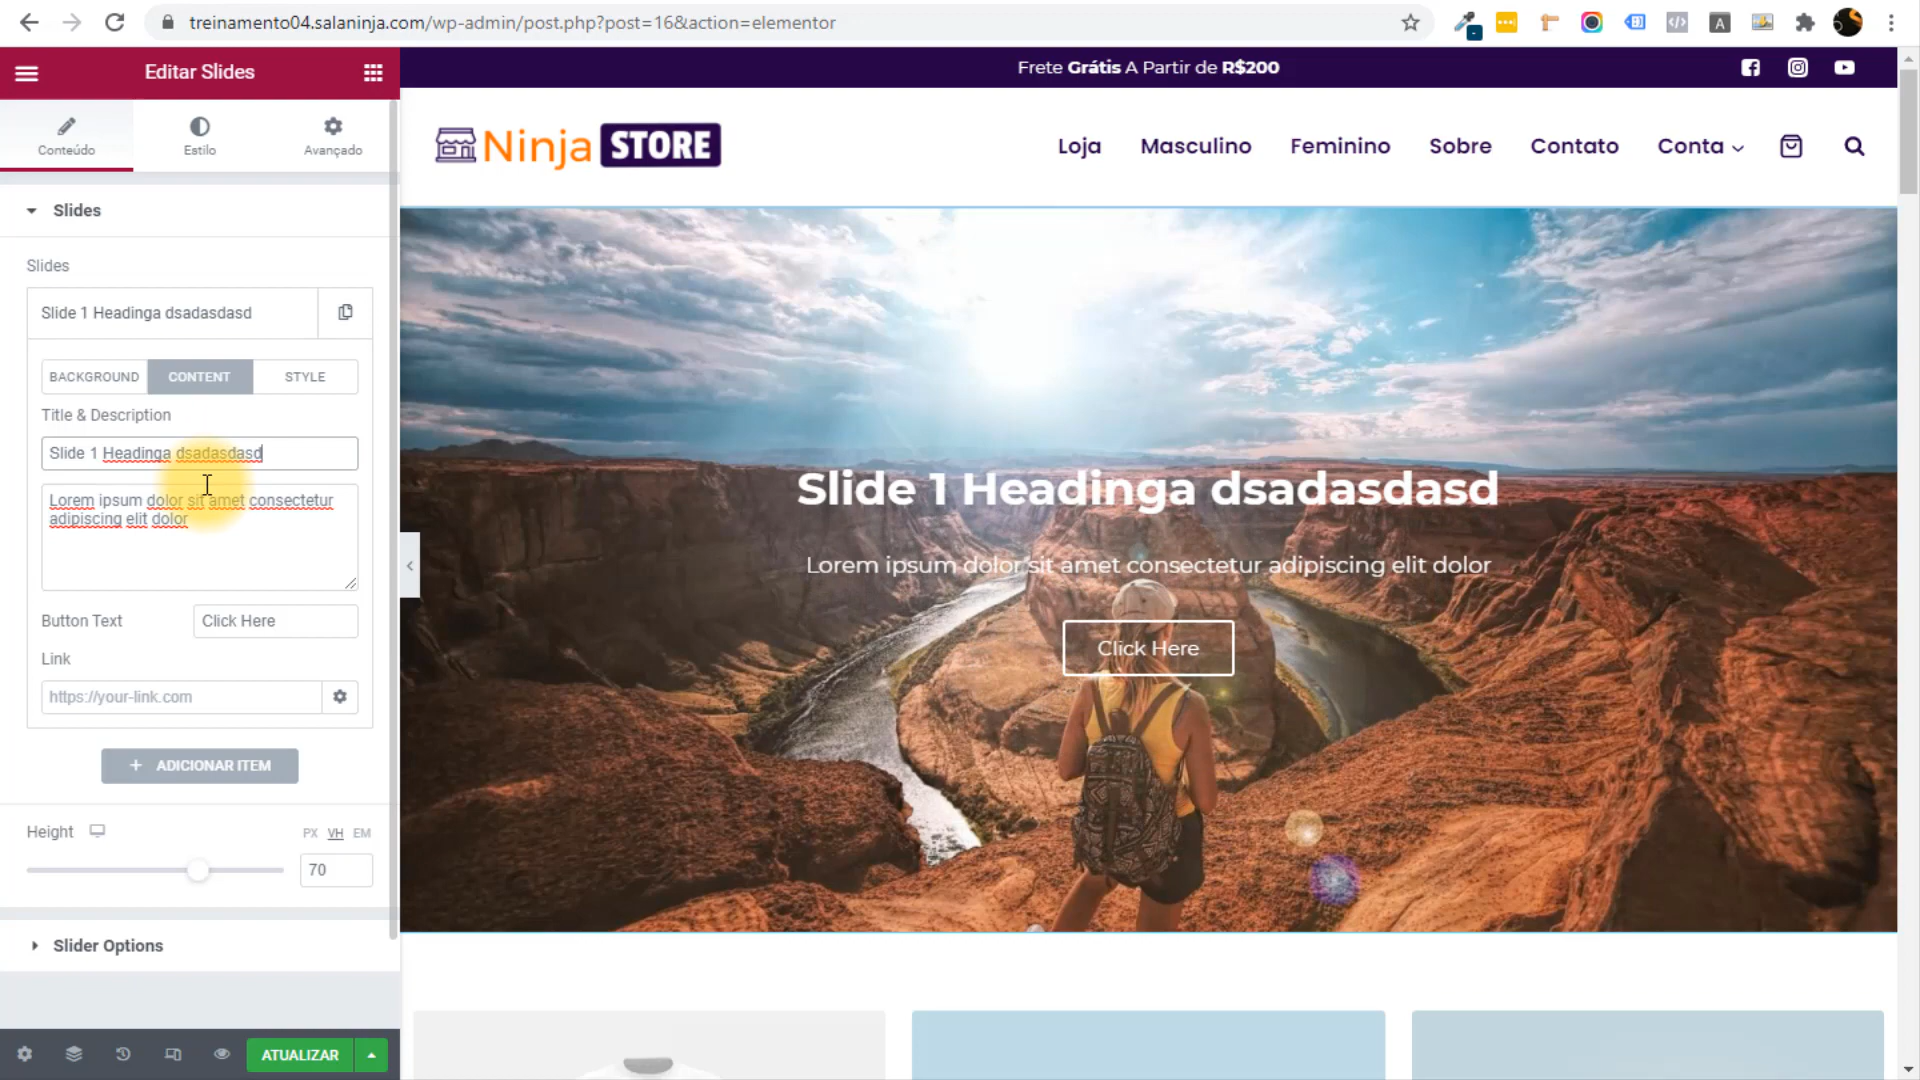 treinamento04.salaninja.com/wp-admin/post.php?post=16&action=elementor
Editar Slides
Conteúdo
Estilo
Avançado
Slides
Slides
Slide 1 Headinga dsadasdasd
BACKGROUND
CONTENT
STYLE
Title & Description
Slide 1 Headinga dsadasdasd
Lorem ipsum dolor sit amet consectetur
adipiscing elit dolor
Button Text
Click Here
Link
https://your-link.com
+ ADICIONAR ITEM
Height
PX VH EM
70
Slider Options
ATUALIZAR
Frete Grátis A Partir de R$200
Ninja STORE
Loja
Masculino
Feminino
Sobre
Contato
Conta
Slide 1 Headinga dsadasdasd
Lorem ipsum dolor sit amet consectetur adipiscing elit dolor
Click Here